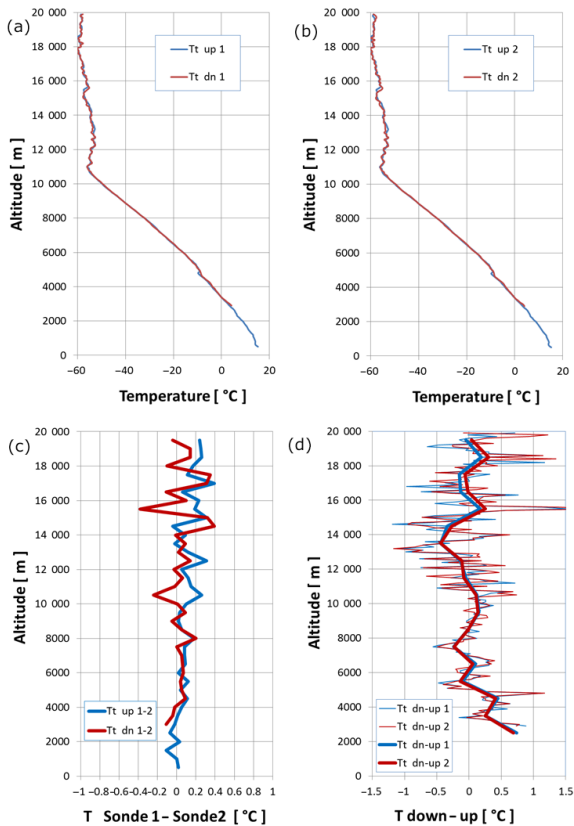 (a)
Tt up 1
Tt dn 1
Altitude [ m ]
20 000
18 000
16 000
14 000
12 000
10 000
8000
6000
4000
2000
0
−60 −40 −20 0 20
Temperature [ °C ]
(b)
Tt up 2
Tt dn 2
Altitude [ m ]
20 000
18 000
16 000
14 000
12 000
10 000
8000
6000
4000
2000
0
−60 −40 −20 0 20
Temperature [ °C ]
(c)
Altitude [ m ]
20 000
18 000
16 000
14 000
12 000
10 000
8000
6000
4000
2000
0
Tt up 1-2
Tt dn 1-2
−1 −0.8 −0.6 −0.4 −0.2 0 0.2 0.4 0.6 0.8 1
T Sonde 1 – Sonde2 [ °C ]
(d)
Altitude [ m ]
20 000
18 000
16 000
14 000
12 000
10 000
8000
6000
4000
2000
0
Tt dn-up 1
Tt dn-up 2
Tt dn-up 1
Tt dn-up 2
−1.5 −1 −0.5 0 0.5 1 1.5
T down – up [ °C ]